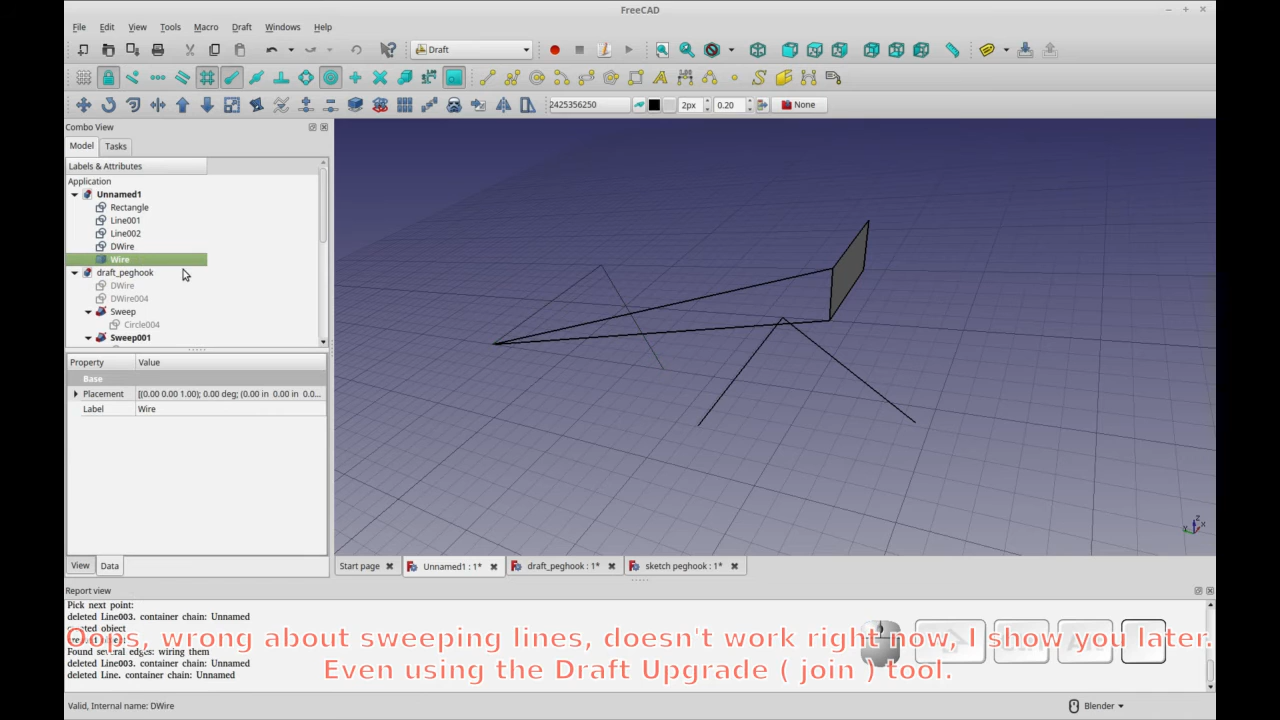 FreeCAD
File Edit View Tools Macro Draft Windows Help
Draft
2425356250 2px 0.20 None
Combo View
Model Tasks
Labels & Attributes
Application
Unnamed1
Rectangle
Line001
Line002
DWire
Wire
draft_peghook
DWire
DWire004
Sweep
Circle004
Sweep001
Property Value
Base
Placement [(0.00 0.00 1.00); 0.00 deg; (0.00 in 0.00 in 0.0...
Label Wire
View Data
Start page Unnamed1 : 1* draft_peghook : 1* sketch peghook : 1*
Report view
Pick next point:
deleted Line003. container chain: Unnamed
object
Oops, wrong about sweeping lines, doesn't work right now, I show you later.
Found several edges: wiring them
deleted Line003. container chain: Unnamed
Even using the Draft Upgrade ( join ) tool.
deleted Line. container chain: Unnamed
Valid, Internal name: DWire
Blender